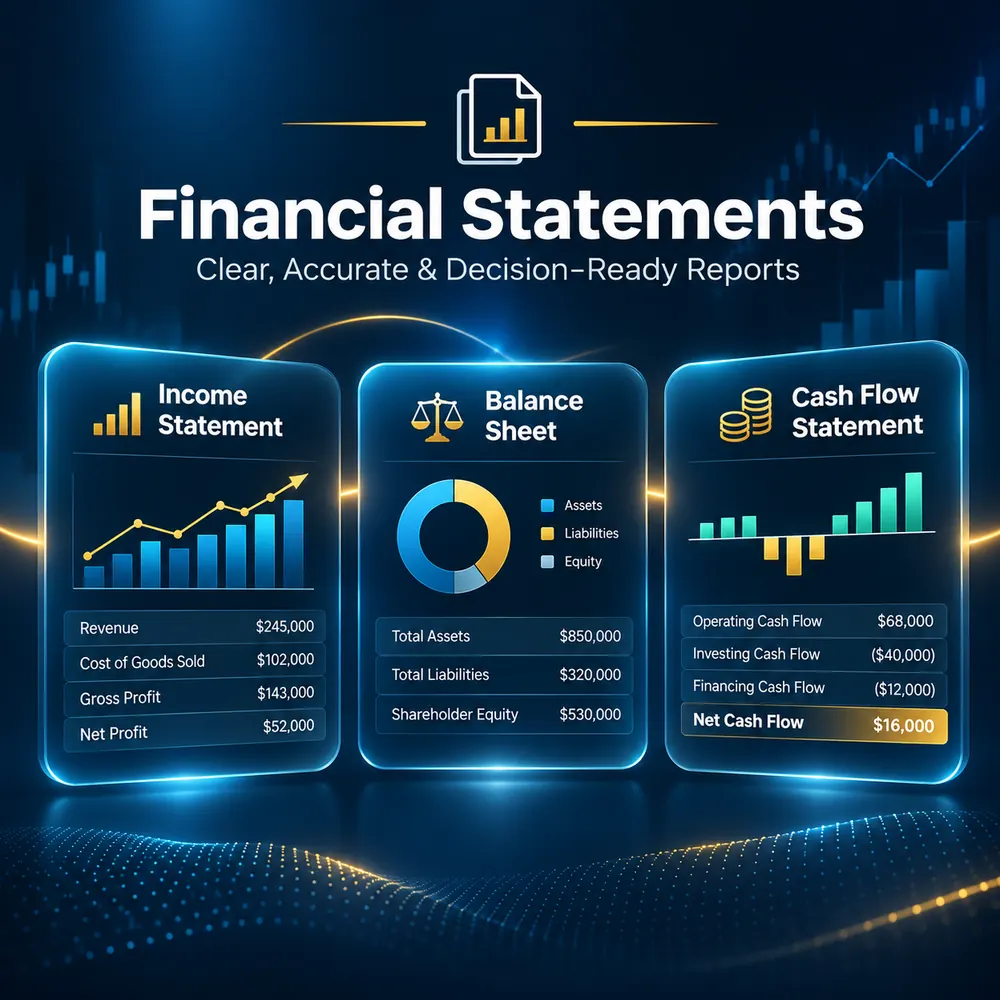 Financial Statements
Clear, Accurate & Decision-Ready Reports
Income
Statement
Revenue $245,000
Cost of Goods Sold $102,000
Gross Profit $143,000
Net Profit $52,000
Balance
Sheet
Assets
Liabilities
Equity
Total Assets $850,000
Total Liabilities $320,000
Shareholder Equity $530,000
Cash Flow
Statement
Operating Cash Flow $68,000
Investing Cash Flow ($40,000)
Financing Cash Flow ($12,000)
Net Cash Flow $16,000